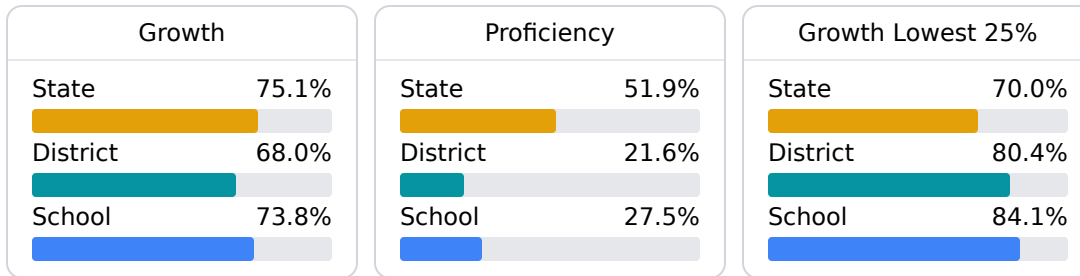 Growth
State 75.1%
District 68.0%
School 73.8%
Proficiency
State 51.9%
District 21.6%
School 27.5%
Growth Lowest 25%
State 70.0%
District 80.4%
School 84.1%